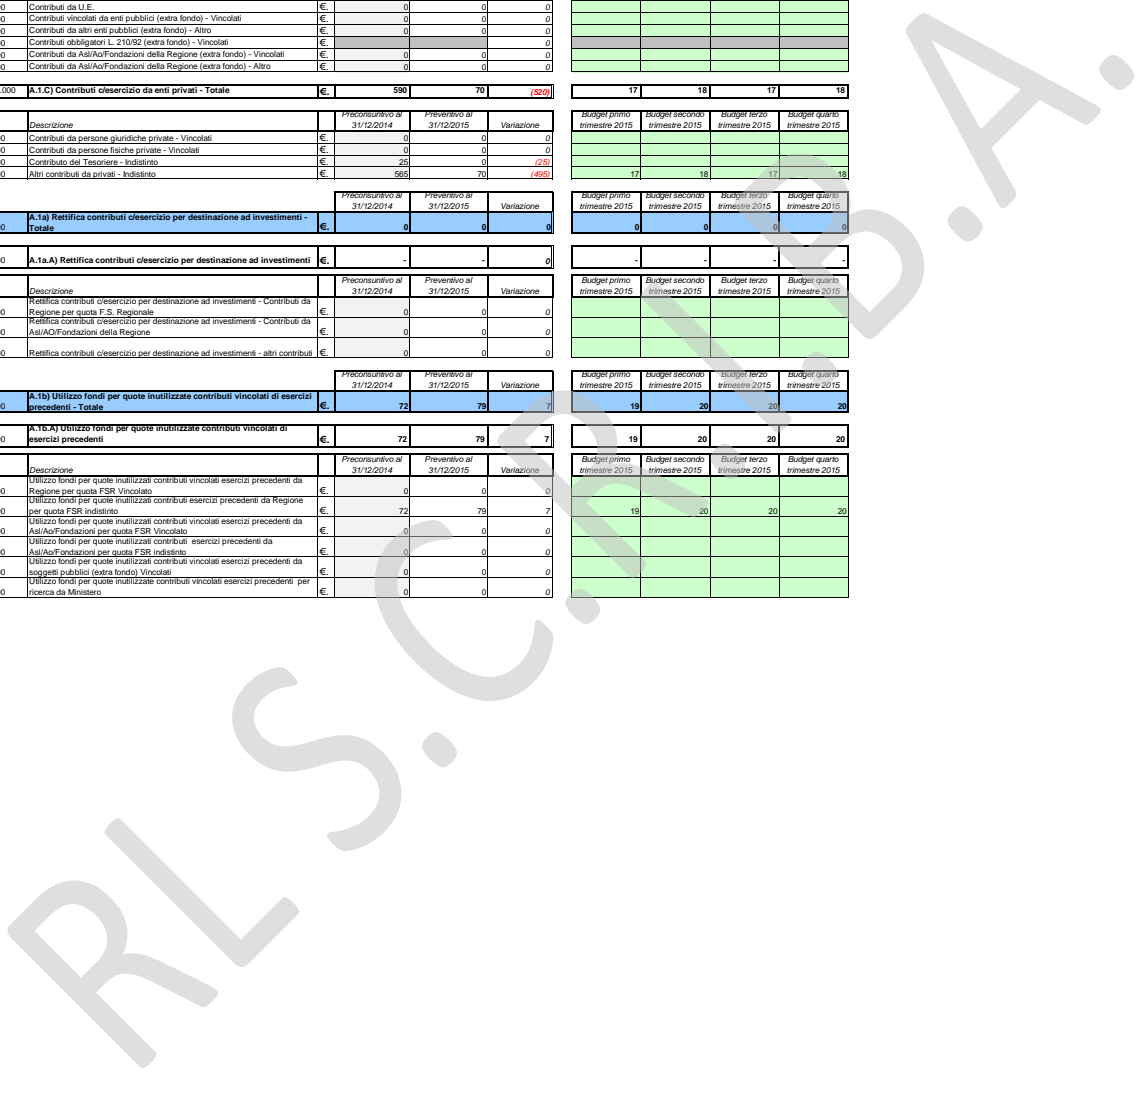 00 Contributi da U.E. €. 0 0 0
00 Contributi vincolati da enti pubblici (extra fondo) - Vincolati €. 0 0 0
00 Contributi da altri enti pubblici (extra fondo) - Altro €. 0 0 0
00 Contributi obbligatori L. 210/92 (extra fondo) - Vincolati €. 0
00 Contributi da Asl/Ao/Fondazioni della Regione (extra fondo) - Vincolati €. 0 0 0
00 Contributi da Asl/Ao/Fondazioni della Regione (extra fondo) - Altro €. 0 0 0
.000 A.1.C) Contributi c/esercizio da enti privati - Totale €. 590 70 (520) 17 18 17 18
Preconsuntivo al Preventivo al Budget primo Budget secondo Budget terzo Budget quarto
Descrizione 31/12/2014 31/12/2015 Variazione trimestre 2015 trimestre 2015 trimestre 2015 trimestre 2015
00 Contributi da persone giuridiche private - Vincolati €. 0 0 0
00 Contributi da persone fisiche private - Vincolati €. 0 0 0
00 Contributo del Tesoriere - Indistinto €. 25 0 (25)
00 Altri contributi da privati - Indistinto €. 565 70 (495) 17 18 17 18
Preconsuntivo al Preventivo al Budget primo Budget secondo Budget terzo Budget quarto
31/12/2014 31/12/2015 Variazione trimestre 2015 trimestre 2015 trimestre 2015 trimestre 2015
A.1a) Rettifica contributi c/esercizio per destinazione ad investimenti -
00 Totale €. 0 0 0 0 0 0 0
00 A.1a.A) Rettifica contributi c/esercizio per destinazione ad investimenti €. - - 0 - - - -
Preconsuntivo al Preventivo al Budget primo Budget secondo Budget terzo Budget quarto
31/12/2014 31/12/2015 Variazione trimestre 2015 trimestre 2015 trimestre 2015 trimestre 2015
Rettifica contributi c/esercizio per destinazione ad investimenti - Contributi da
00 Regione per quota F.S. Regionale €. 0 0 0
Rettifica contributi c/esercizio per destinazione ad investimenti - Contributi da
00 Asl/AO/Fondazioni della Regione €. 0 0 0
00 Rettifica contributi c/esercizio per destinazione ad investimenti - altri contributi €. 0 0 0
Preconsuntivo al Preventivo al Budget primo Budget secondo Budget terzo Budget quarto
31/12/2014 31/12/2015 Variazione trimestre 2015 trimestre 2015 trimestre 2015 trimestre 2015
A.1b) Utilizzo fondi per quote inutilizzate contributi vincolati di esercizi
00 precedenti - Totale €. 72 79 7 19 20 20 20
A.1b.A) Utilizzo fondi per quote inutilizzate contributi vincolati di
00 esercizi precedenti €. 72 79 7 19 20 20 20
Preconsuntivo al Preventivo al Budget primo Budget secondo Budget terzo Budget quarto
Descrizione 31/12/2014 31/12/2015 Variazione trimestre 2015 trimestre 2015 trimestre 2015 trimestre 2015
Utilizzo fondi per quote inutilizzati contributi vincolati esercizi precedenti da
00 Regione per quota FSR Vincolato €. 0 0 0
Utilizzo fondi per quote inutilizzati contributi esercizi precedenti da Regione
00 per quota FSR indistinto €. 72 79 7 19 20 20 20
Utilizzo fondi per quote inutilizzati contributi vincolati esercizi precedenti da
00 Asl/Ao/Fondazioni per quota FSR Vincolato €. 0 0 0
Utilizzo fondi per quote inutilizzati contributi esercizi precedenti da
00 Asl/Ao/Fondazioni per quota FSR indistinto €. 0 0 0
Utilizzo fondi per quote inutilizzati contributi vincolati esercizi precedenti da
00 soggetti pubblici (extra fondo) Vincolati €. 0 0 0
Utilizzo fondi per quote inutilizzate contributi vincolati esercizi precedenti per
00 ricerca da Ministero €. 0 0 0
RL S.C.R.I.B.A.